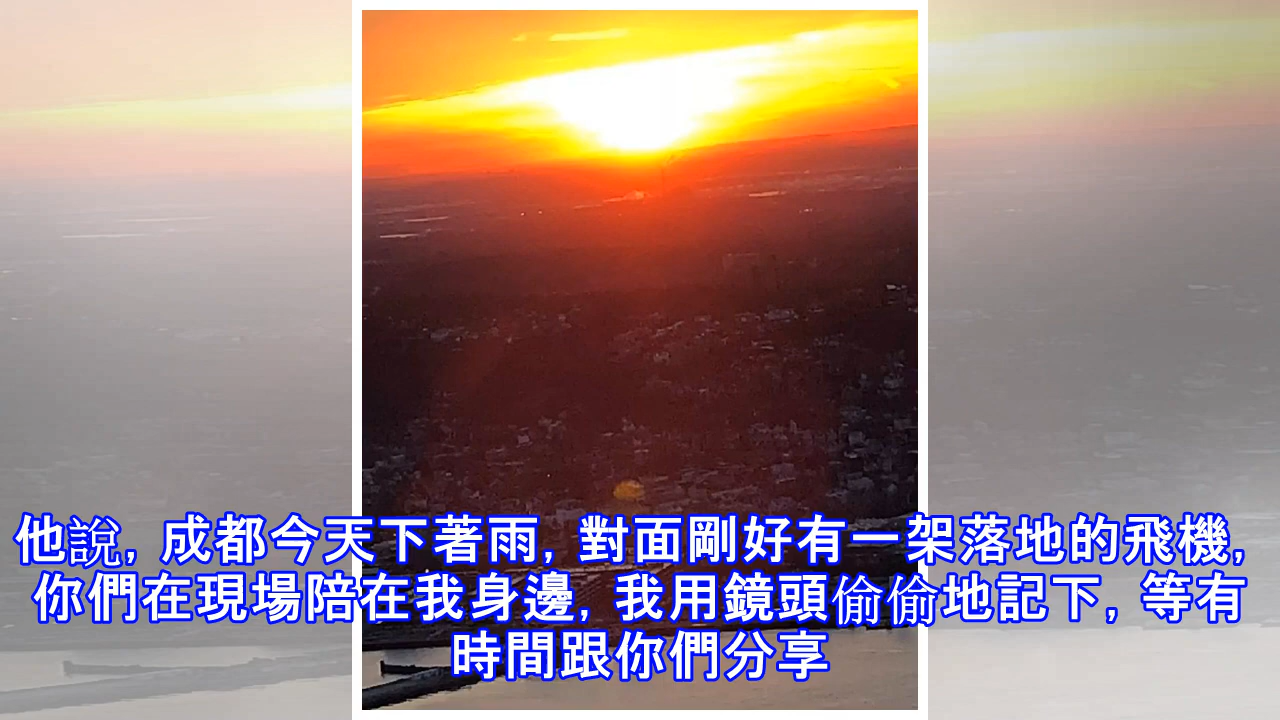 他說, 成都今天下著雨, 對面剛好有一架落地的飛機,
你們在現場陪在我身邊, 我用鏡頭偷偷地記下, 等有
時間跟你們分享